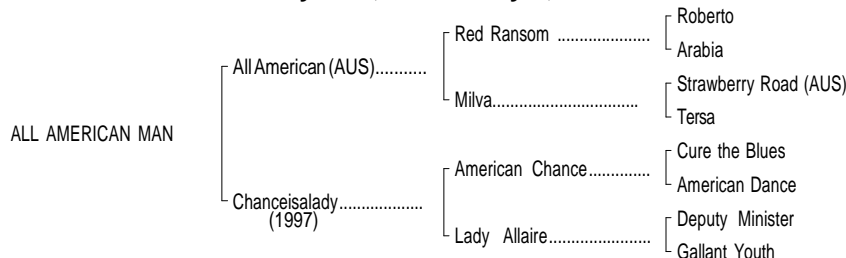 Roberto
Red Ransom .....................
Arabia
All American (AUS)...........
Strawberry Road (AUS)
Milva.................................
Tersa
ALL AMERICAN MAN
Cure the Blues
American Chance..............
American Dance
Chanceisalady...................
(1997)
Deputy Minister
Lady Allaire.......................
Gallant Youth